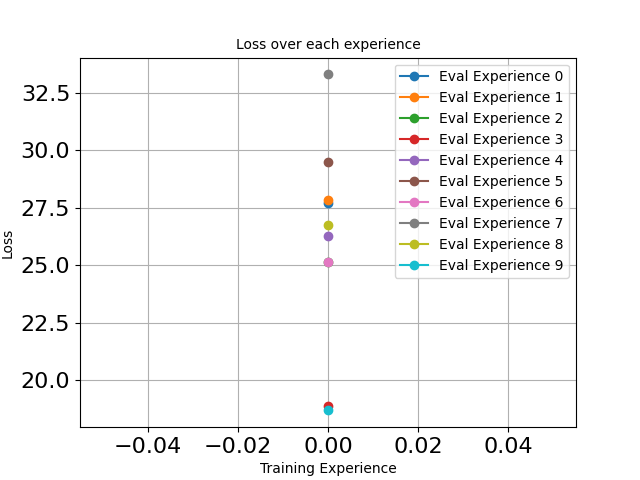 Loss over each experience
Loss
32.5
30.0
27.5
25.0
22.5
20.0
Eval Experience 0
Eval Experience 1
Eval Experience 2
Eval Experience 3
Eval Experience 4
Eval Experience 5
Eval Experience 6
Eval Experience 7
Eval Experience 8
Eval Experience 9
−0.04 −0.02 0.00 0.02 0.04
Training Experience